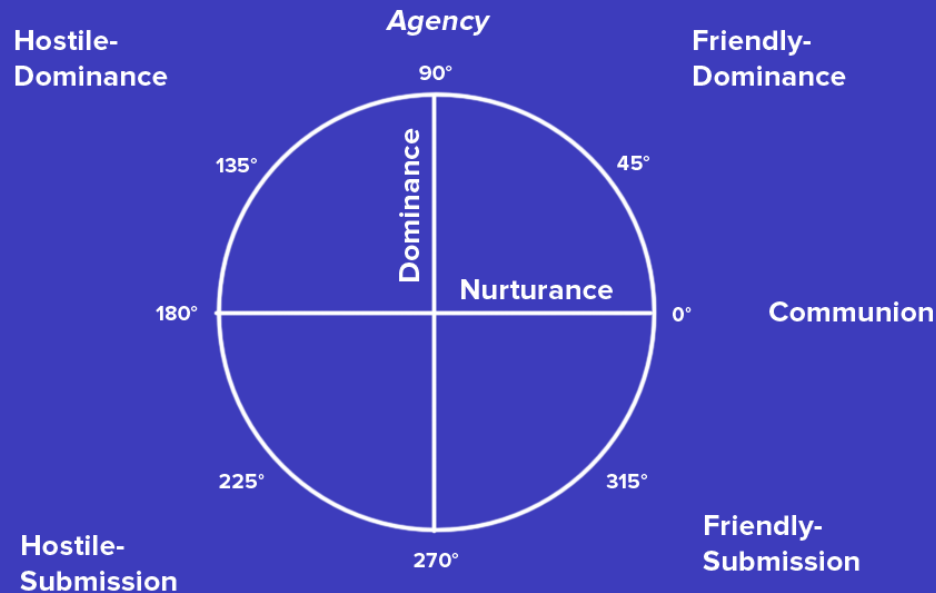 Agency
Hostile-
Dominance
Friendly-
Dominance
90°
135°
45°
Dominance
Nurturance
180°
0°
Communion
225°
315°
Hostile-
Submission
270°
Friendly-
Submission